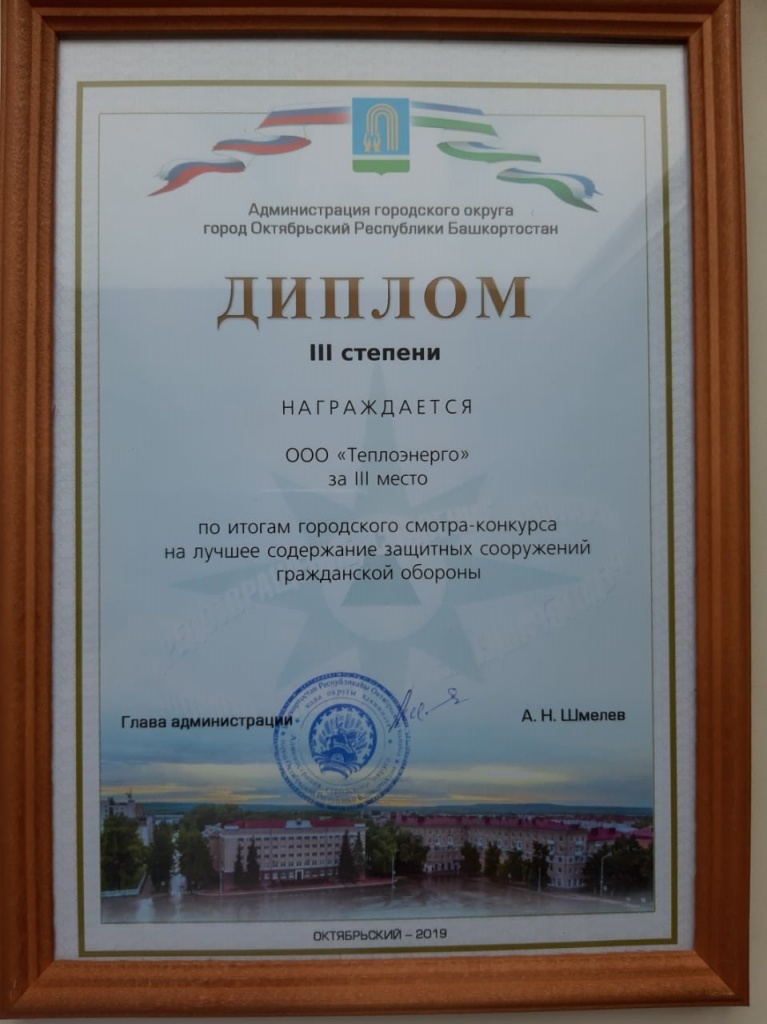 Администрация городского округа
город Октябрьский Республики Башкортостан
ДИПЛОМ
III степени
НАГРАЖДАЕТСЯ
ООО «Теплоэнерго»
за III место
по итогам городского смотра-конкурса
на лучшее содержание защитных сооружений
гражданской обороны
Глава администрации
А. Н. Шмелев
ОКТЯБРЬСКИЙ – 2019